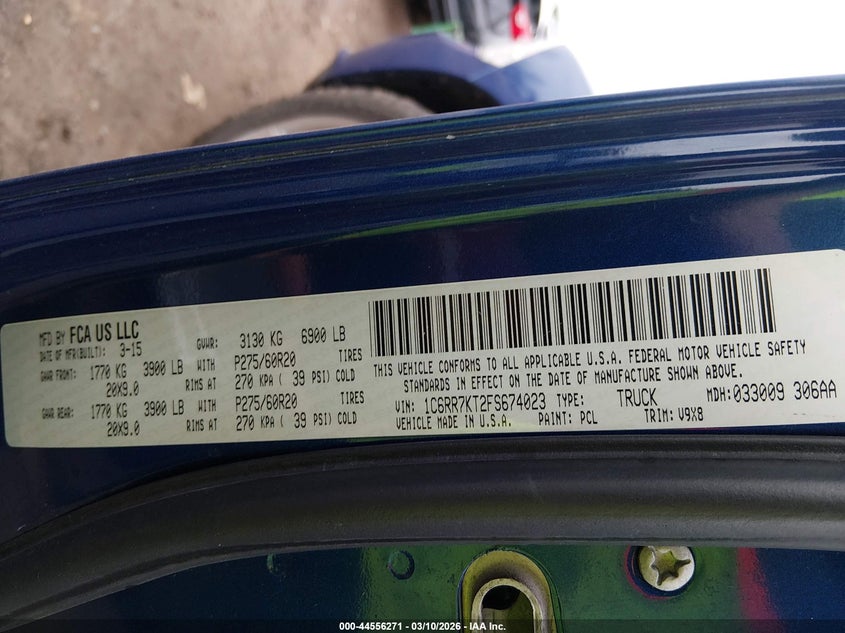 MFD BY FCA US LLC
DATE OF MFR(BUILT): 3-15 GVWR: 3130 KG 6900 LB
GAWR FRONT: 1770 KG 3900 LB WITH P275/60R20 TIRES
20X9.0 RIMS AT 270 KPA ( 39 PSI) COLD
GAWR REAR: 1770 KG 3900 LB WITH P275/60R20 TIRES
20X9.0 RIMS AT 270 KPA ( 39 PSI) COLD
THIS VEHICLE CONFORMS TO ALL APPLICABLE U.S.A. FEDERAL MOTOR VEHICLE SAFETY
STANDARDS IN EFFECT ON THE DATE OF MANUFACTURE SHOWN ABOVE.
VIN: 1C6RR7KT2FS674023 TYPE: TRUCK MDH: 033009 306AA
VEHICLE MADE IN U.S.A. PAINT: PCL TRIM: V9X8
000-44556271 | 03/10/2026 | IAA Inc.